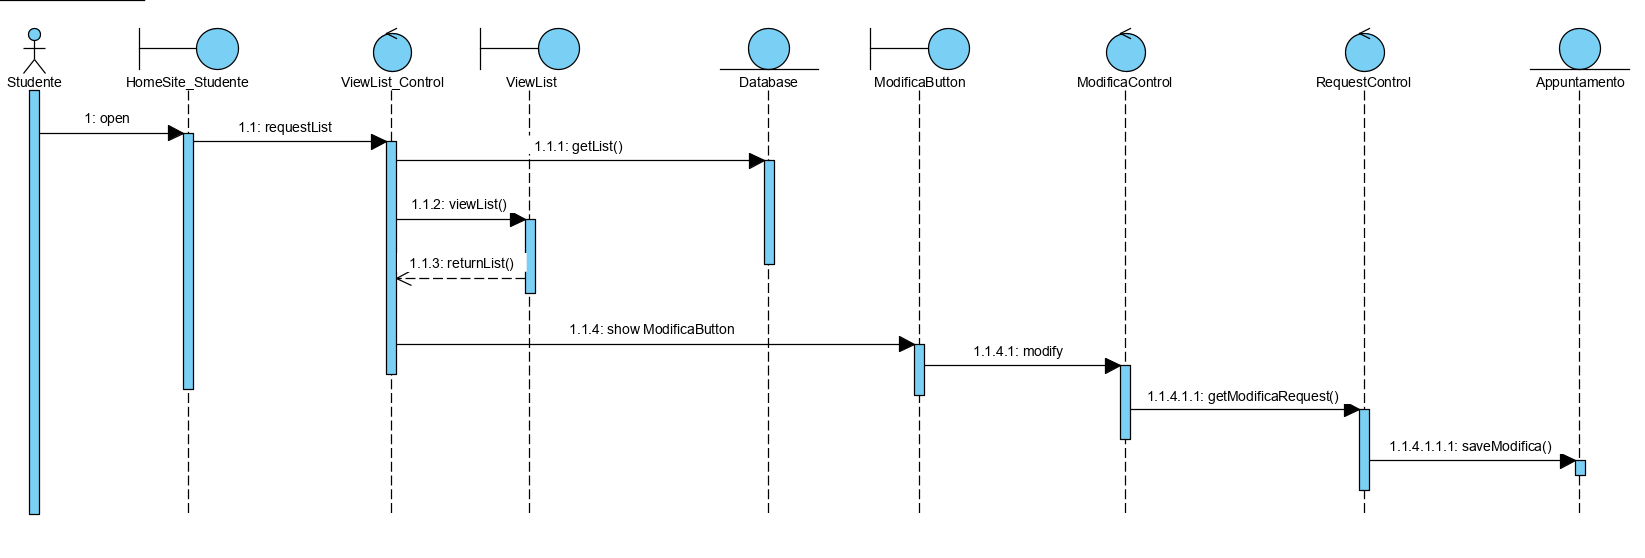 Studente
HomeSite_Studente
ViewList_Control
ViewList
Database
ModificaButton
ModificaControl
RequestControl
Appuntamento
1: open
1.1: requestList
1.1.1: getList()
1.1.2: viewList()
1.1.3: returnList()
1.1.4: show ModificaButton
1.1.4.1: modify
1.1.4.1.1: getModificaRequest()
1.1.4.1.1.1: saveModifica()